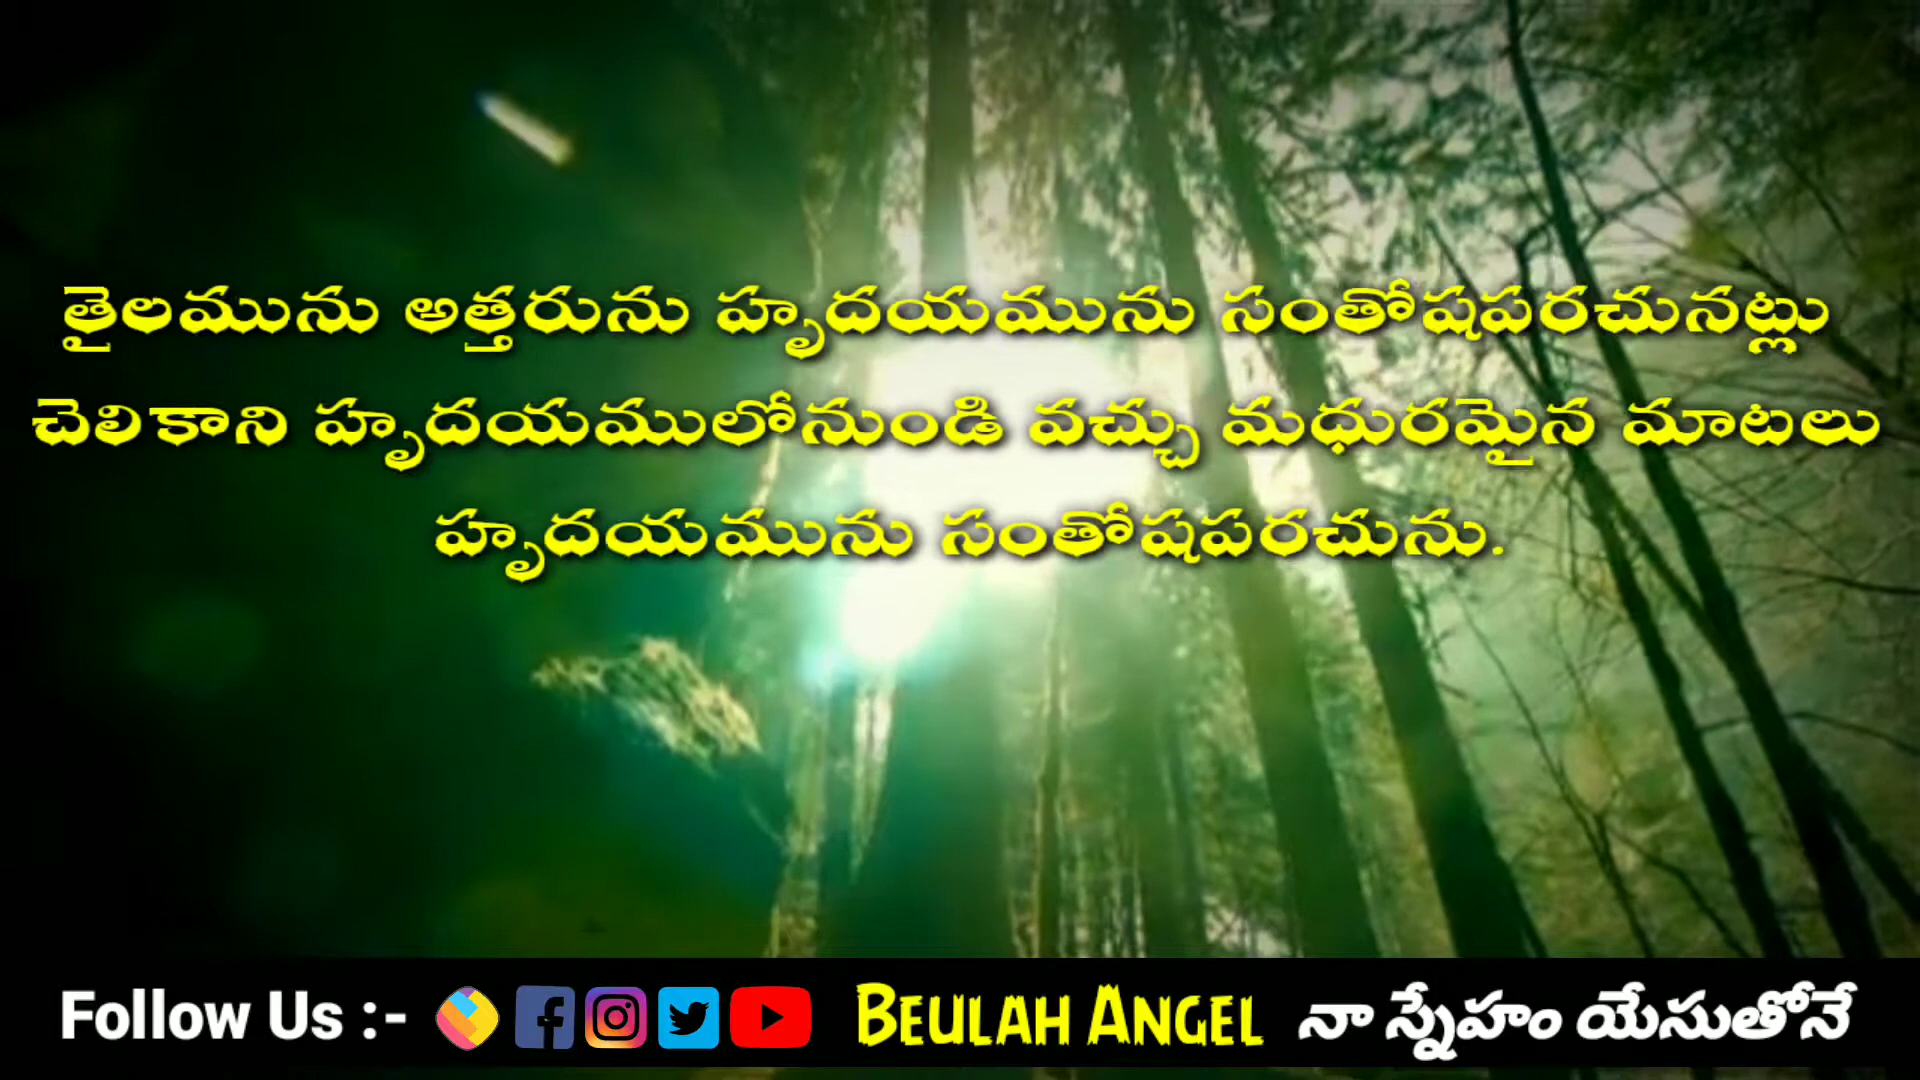 తైలమును అత్తరును హృదయమును సంతోషపరచునట్లు
చెలికాని హృదయములోనుండి వచ్చు మధురమైన మాటలు
హృదయమును సంతోషపరచును.
Follow Us :- BEULAH ANGEL నా స్నేహం యేసుతోనే